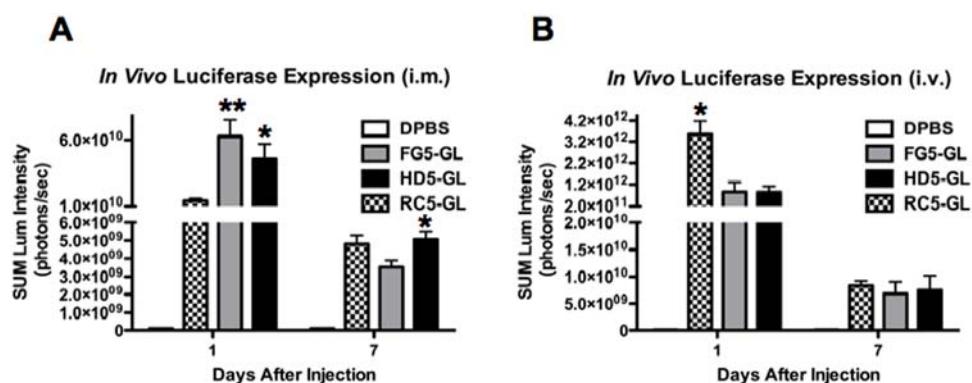 A
In Vivo Luciferase Expression (i.m.)
SUM Lum Intensity
(photons/sec)
6.0×10¹⁰
1.0×10¹⁰
6.0×10⁰⁹
5.0×10⁰⁹
4.0×10⁰⁹
3.0×10⁰⁹
2.0×10⁰⁹
1.0×10⁰⁹
0
**
*
*
DPBS
FG5-GL
HD5-GL
RC5-GL
1
7
Days After Injection
B
In Vivo Luciferase Expression (i.v.)
SUM Lum Intensity
(photons/sec)
4.2×10¹²
3.2×10¹²
2.2×10¹²
1.2×10¹²
2.0×10¹¹
2.0×10¹⁰
1.5×10¹⁰
1.0×10¹⁰
5.0×10⁰⁹
0
*
DPBS
FG5-GL
HD5-GL
RC5-GL
1
7
Days After Injection